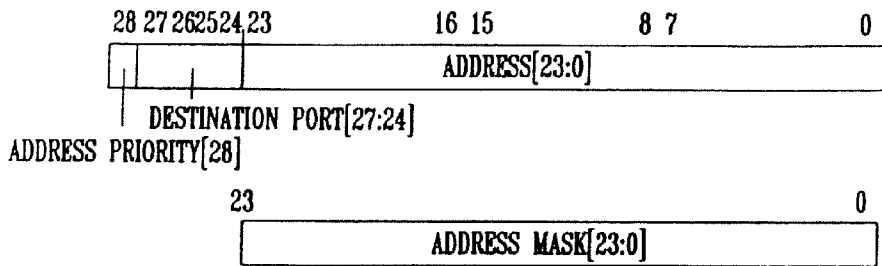 28 27 26 25 24 23 16 15 8 7 0
ADDRESS[23:0]
DESTINATION PORT[27:24]
ADDRESS PRIORITY[28]
23 0
ADDRESS MASK[23:0]